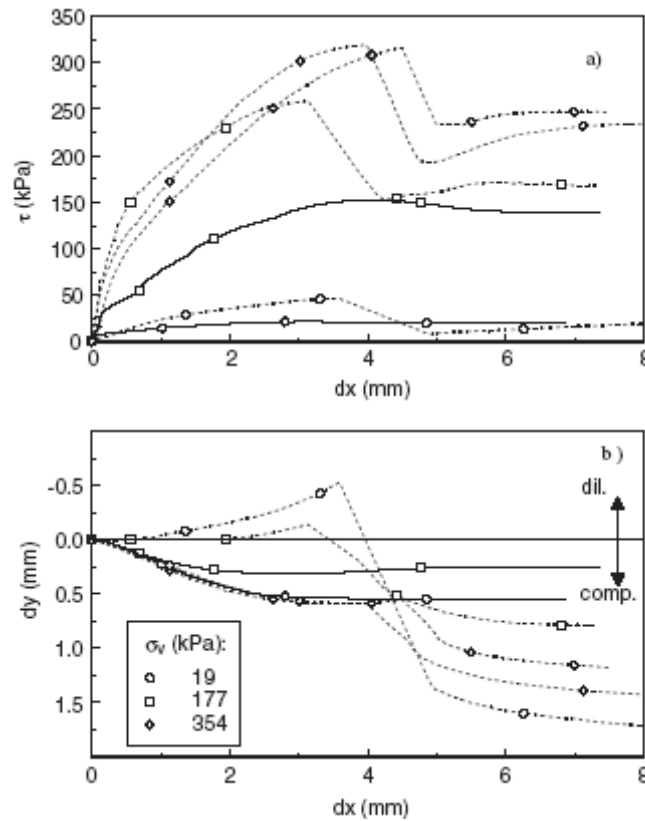 350
300
250
200
150
100
50
0
τ (kPa)
a)
0 2 4 6 8
dx (mm)
b )
-0.5
0.0
0.5
1.0
1.5
dy (mm)
dil.
comp.
σv (kPa):
19
177
354
0 2 4 6 8
dx (mm)